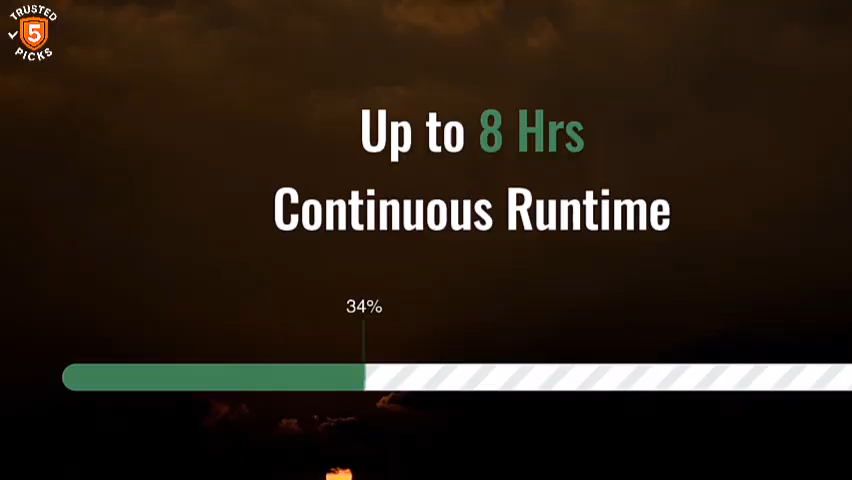 TRUSTED
5
PICKS
Up to 8 Hrs
Continuous Runtime
34%